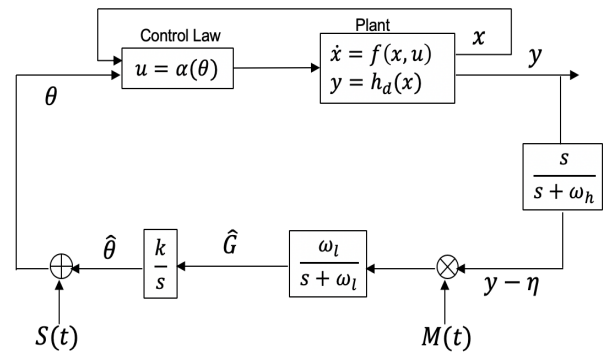 Plant
Control Law
x
ẋ = f(x, u)
y = h_d(x)
u = α(θ)
y
θ
s
s + ω_h
θ̂
k
s
Ĝ
ω_l
s + ω_l
y − η
S(t)
M(t)